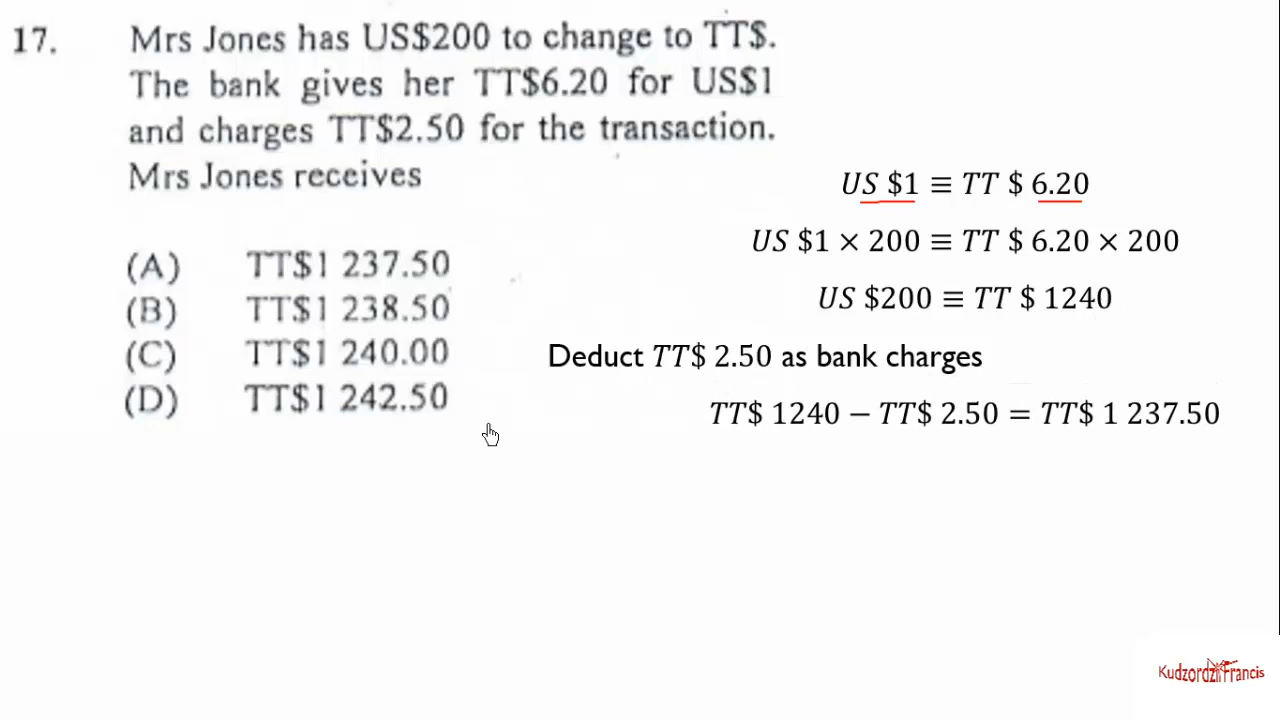 17. Mrs Jones has US$200 to change to TT$.
The bank gives her TT$6.20 for US$1
and charges TT$2.50 for the transaction.
Mrs Jones receives
(A) TT$1 237.50
(B) TT$1 238.50
(C) TT$1 240.00
(D) TT$1 242.50
US $1 ≡ TT $ 6.20
US $1 × 200 ≡ TT $ 6.20 × 200
US $200 ≡ TT $ 1240
Deduct TT$ 2.50 as bank charges
TT$ 1240 − TT$ 2.50 = TT$ 1 237.50
Kudzordzi Francis